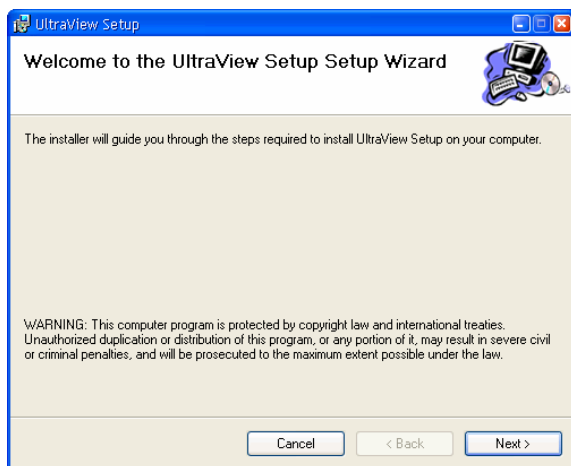 UltraView Setup
Welcome to the UltraView Setup Setup Wizard
The installer will guide you through the steps required to install UltraView Setup on your computer.
WARNING: This computer program is protected by copyright law and international treaties.
Unauthorized duplication or distribution of this program, or any portion of it, may result in severe civil
or criminal penalties, and will be prosecuted to the maximum extent possible under the law.
Cancel
< Back
Next >